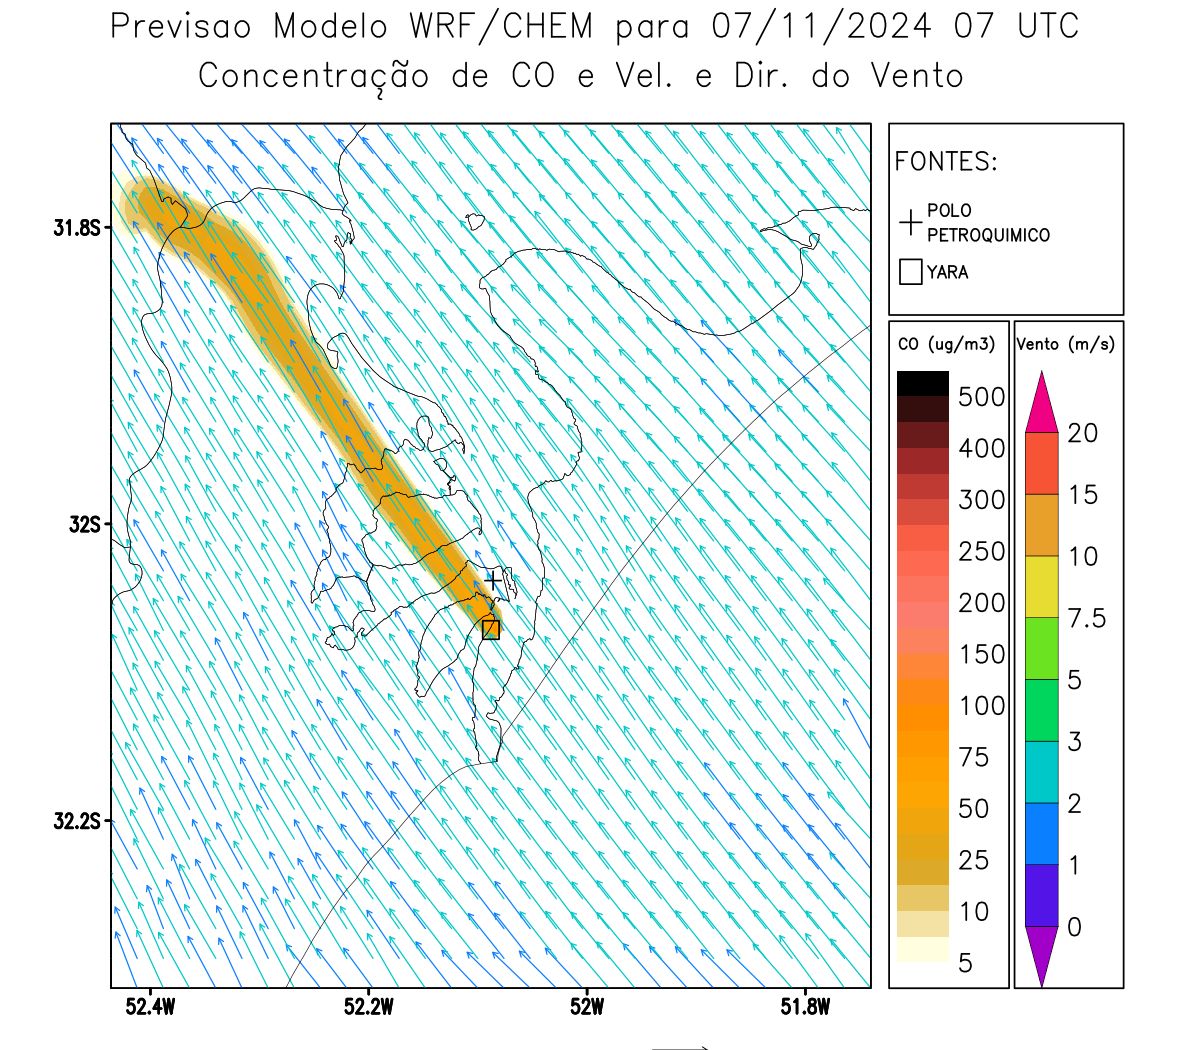 Previsao Modelo WRF/CHEM para 07/11/2024 07 UTC
Concentração de CO e Vel. e Dir. do Vento
FONTES:
POLO
PETROQUIMICO
YARA
CO (ug/m3)
500
400
300
250
200
150
100
75
50
25
10
5
Vento (m/s)
20
15
10
7.5
5
3
2
1
0
31.8S
32S
32.2S
52.4W
52.2W
52W
51.8W